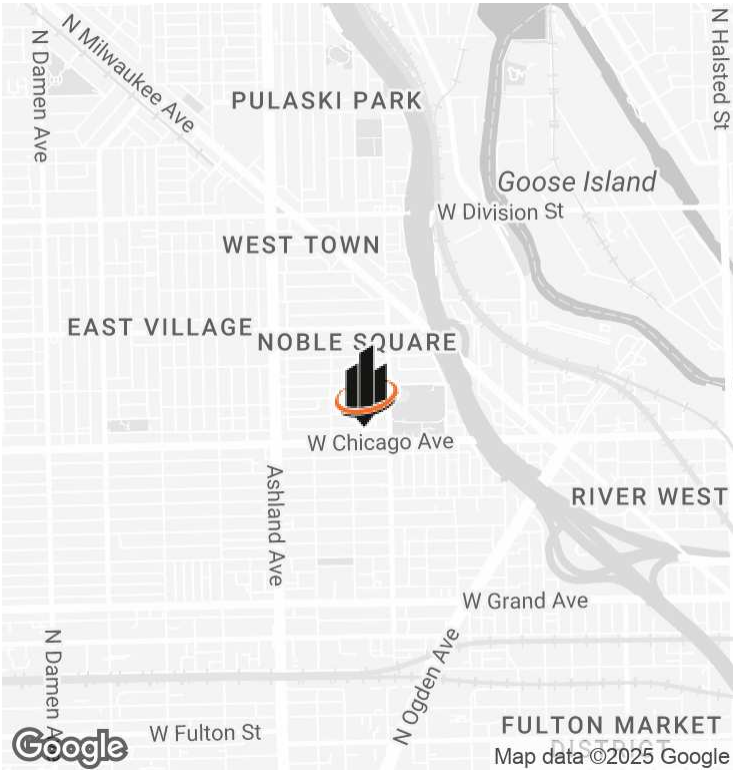 N Halsted St
N Milwaukee Ave
N Damen Ave
PULASKI PARK
Goose Island
W Division St
WEST TOWN
EAST VILLAGE
NOBLE SQUARE
W Chicago Ave
Ashland Ave
RIVER WEST
W Grand Ave
N Damen Ave
N Ogden Ave
W Fulton St
FULTON MARKET
DISTRICT
Google
Map data ©2025 Google